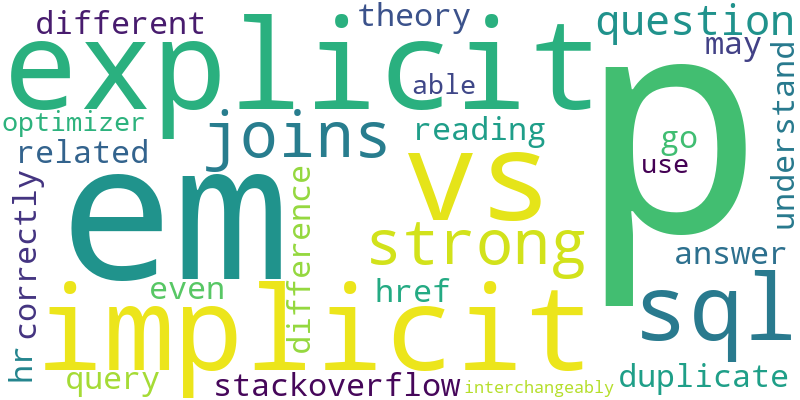 different
theory
question
explicit
may
able
p
optimizer
joins
reading
go
understand
related
vs
use
em
correctly
difference
strong
answer
even
href
sql
implicit
hr
query
stackoverflow
interchangeably
duplicate